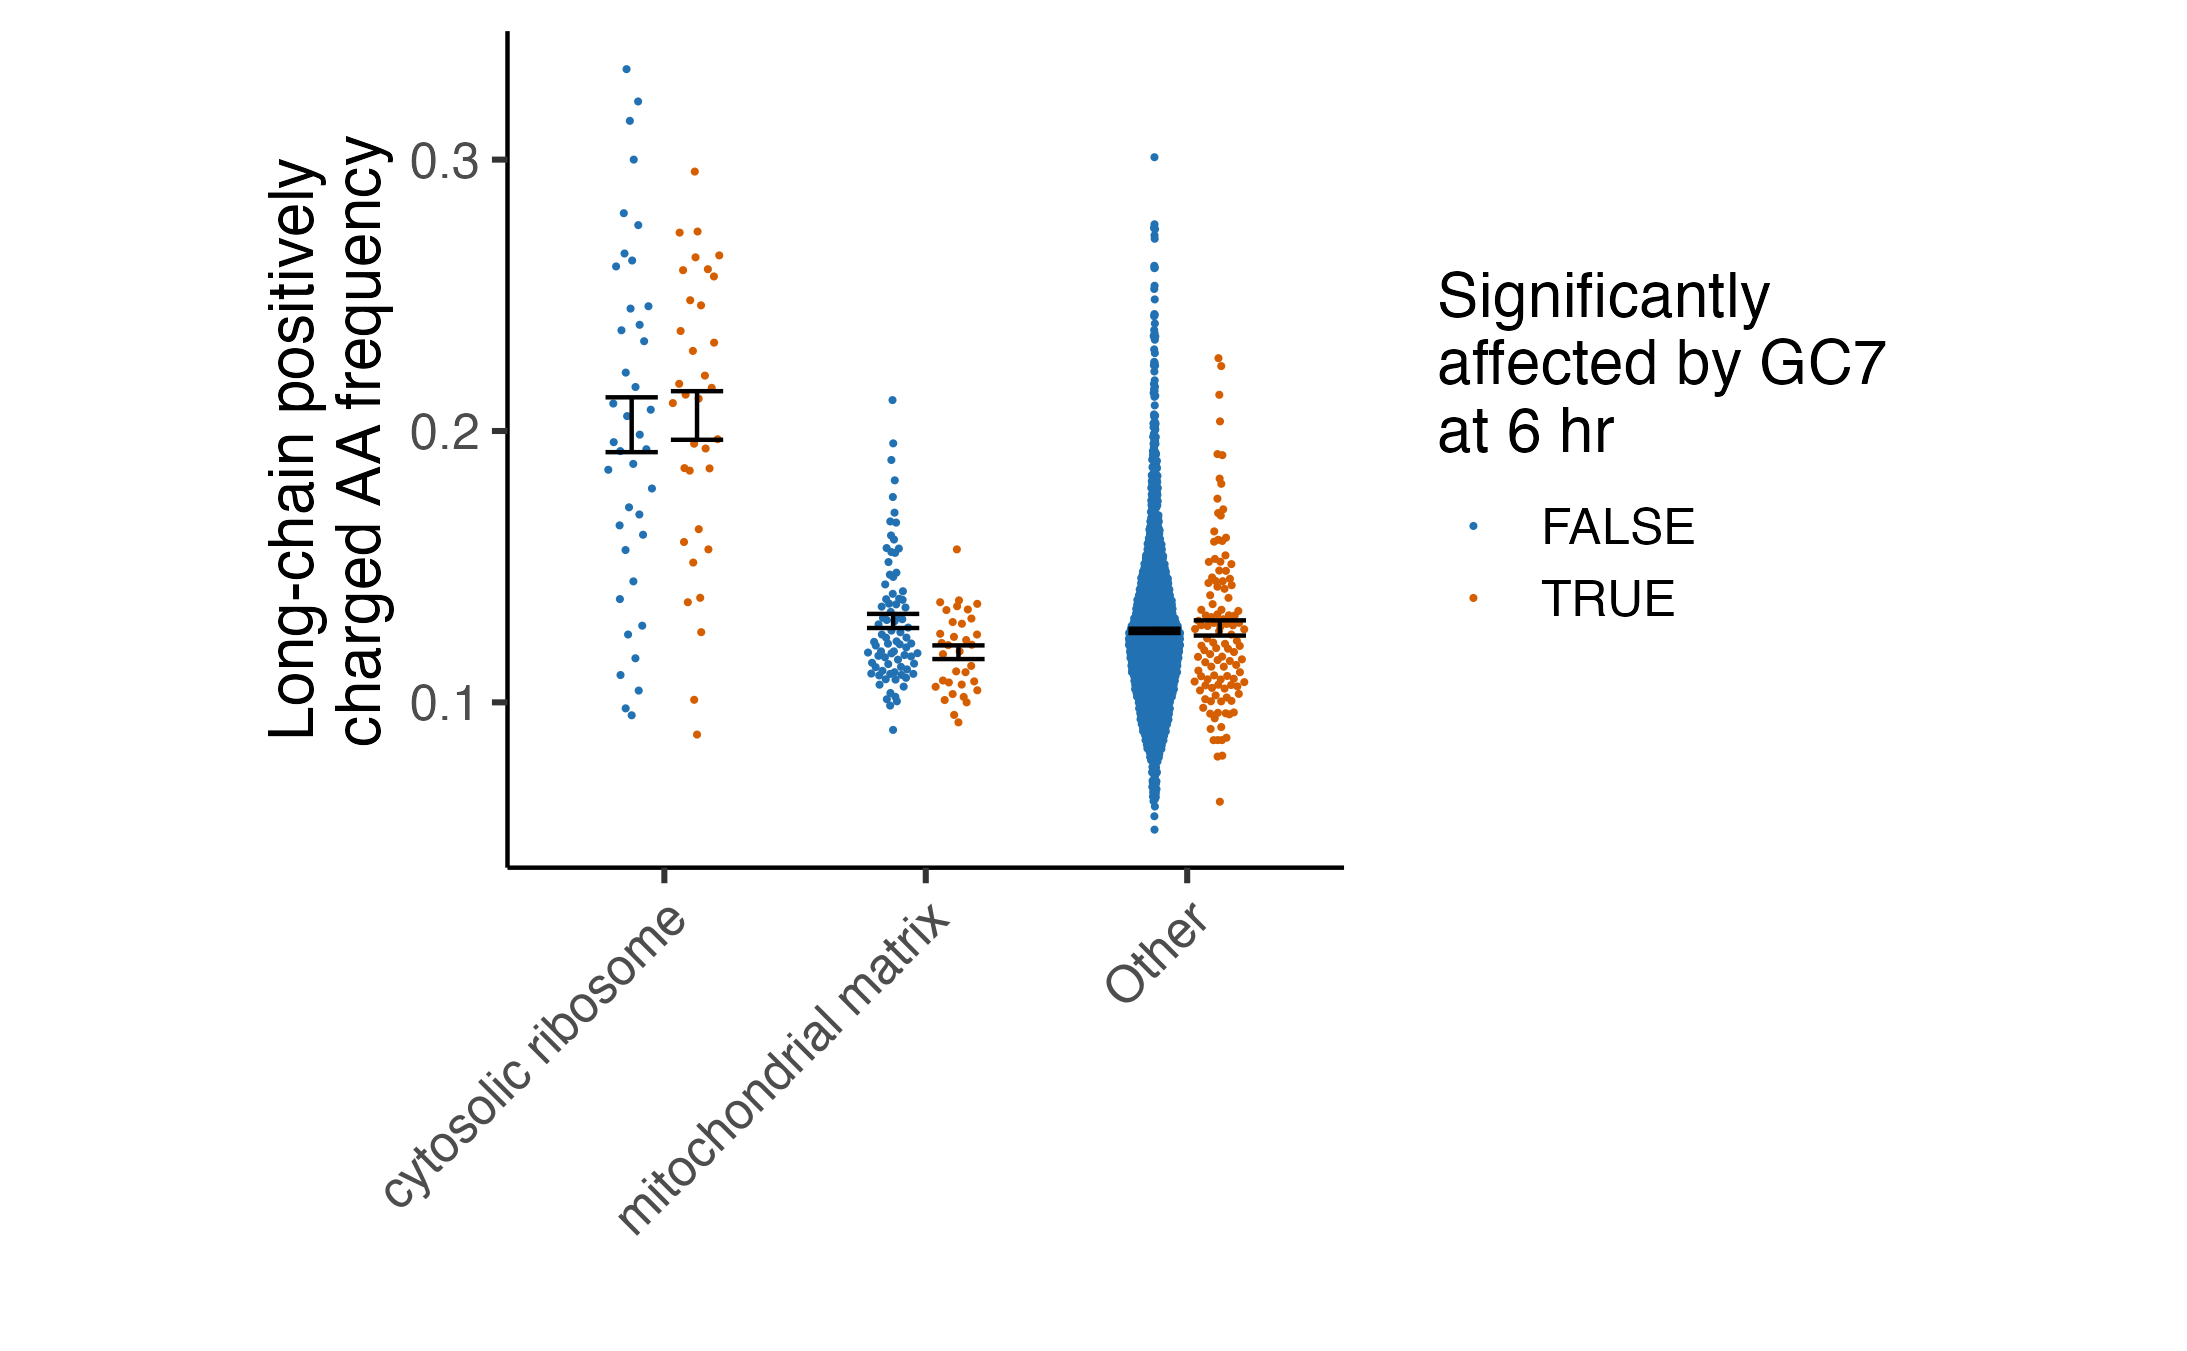 Long-chain positively
charged AA frequency
0.3
0.2
0.1
cytosolic ribosome
mitochondrial matrix
Other
Significantly
affected by GC7
at 6 hr
FALSE
TRUE